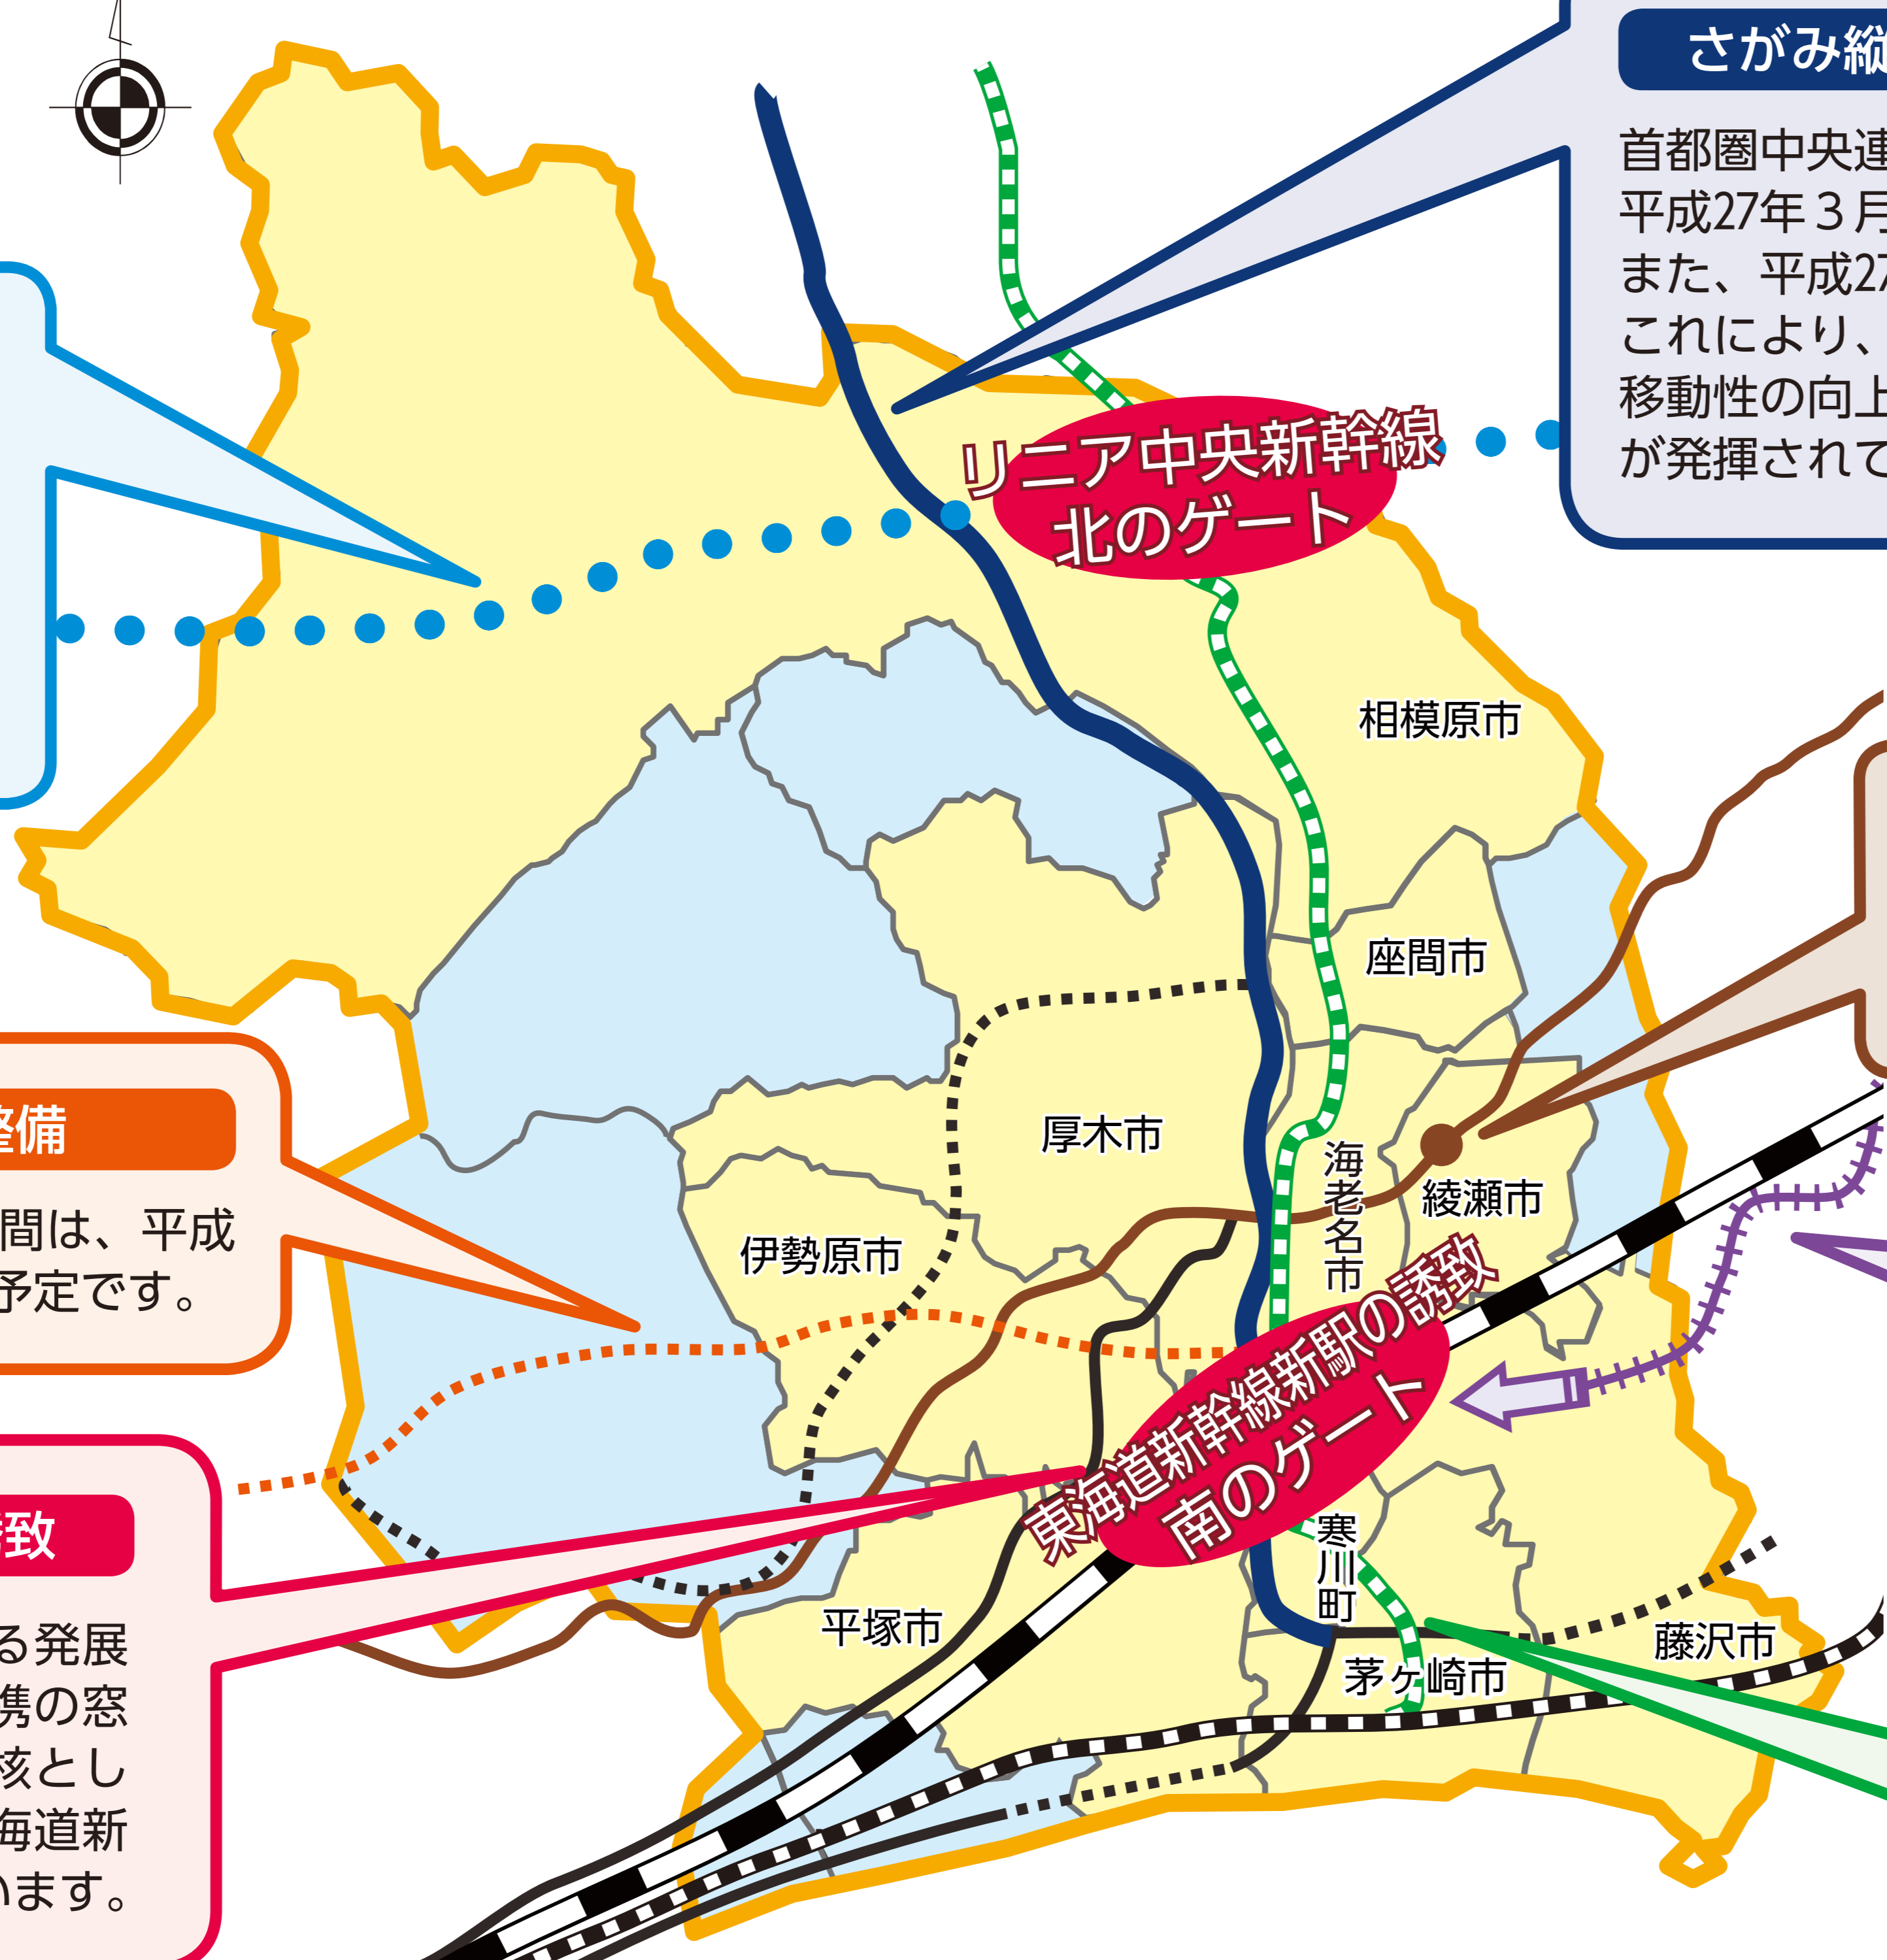 さがみ縦
首都圏中央連
平成27年３月
また、平成27
これにより、
移動性の向上
が発揮されて
リニア中央新幹線
北のゲート
相模原市
座間市
厚木市
海老名市
綾瀬市
伊勢原市
整備
間は、平成
予定です。
東海道新幹線新駅の誘致
南のゲート
誘致
る発展
携の窓
核とし
海道新
います。
寒川町
平塚市
茅ヶ崎市
藤沢市